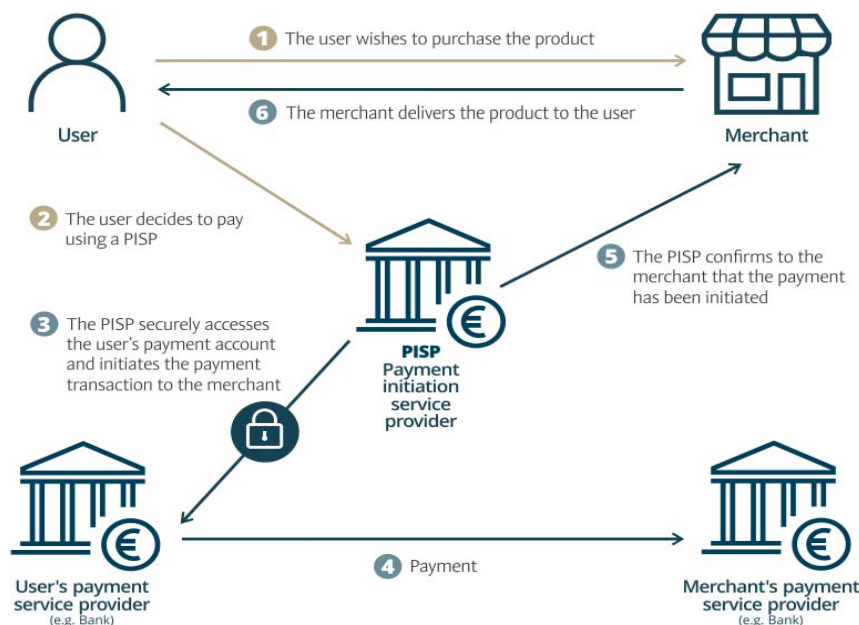 1 The user wishes to purchase the product
6 The merchant delivers the product to the user
User
Merchant
2 The user decides to pay
using a PISP
5 The PISP confirms to the
merchant that the payment
has been initiated
3 The PISP securely accesses
the user's payment account
and initiates the payment
transaction to the merchant
€
PISP
Payment
initiation
service
provider
€
User's payment
service provider
(e.g. Bank)
4 Payment
€
Merchant's payment
service provider
(e.g. Bank)